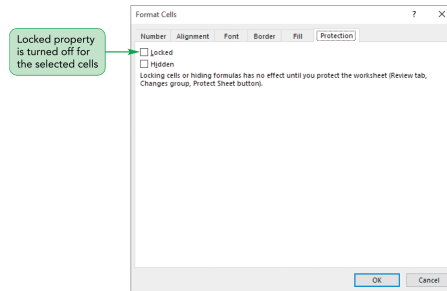 Format Cells
? X
Number Alignment Font Border Fill Protection
Locked property
is turned off for
the selected cells
Locked
Hidden
Locking cells or hiding formulas has no effect until you protect the worksheet (Review tab,
Changes group, Protect Sheet button).
OK Cancel